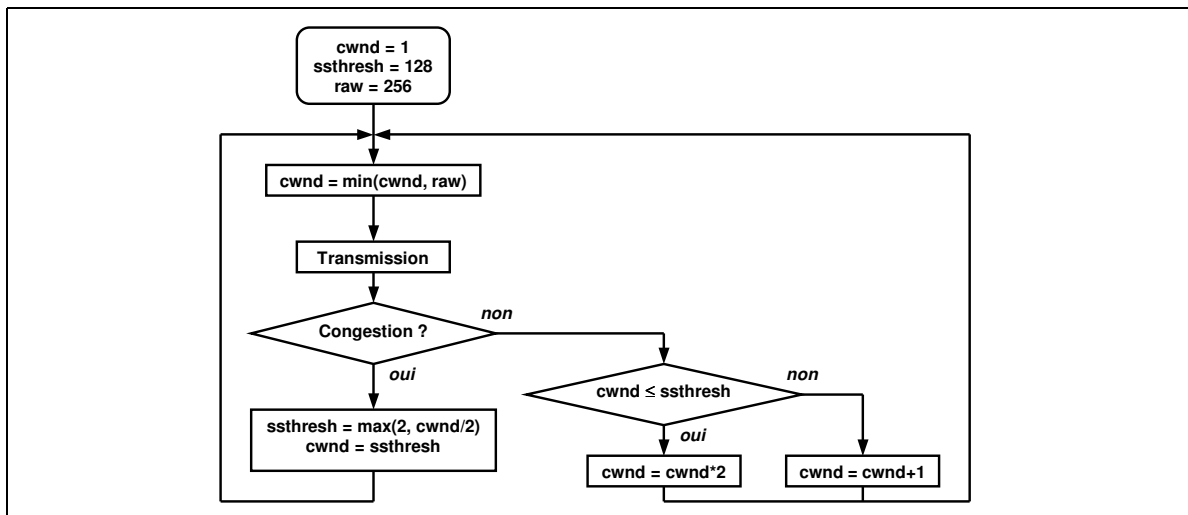 cwnd = 1
ssthresh = 128
raw = 256
cwnd = min(cwnd, raw)
Transmission
Congestion ?
non
oui
cwnd ≤ ssthresh
non
oui
ssthresh = max(2, cwnd/2)
cwnd = ssthresh
cwnd = cwnd*2
cwnd = cwnd+1